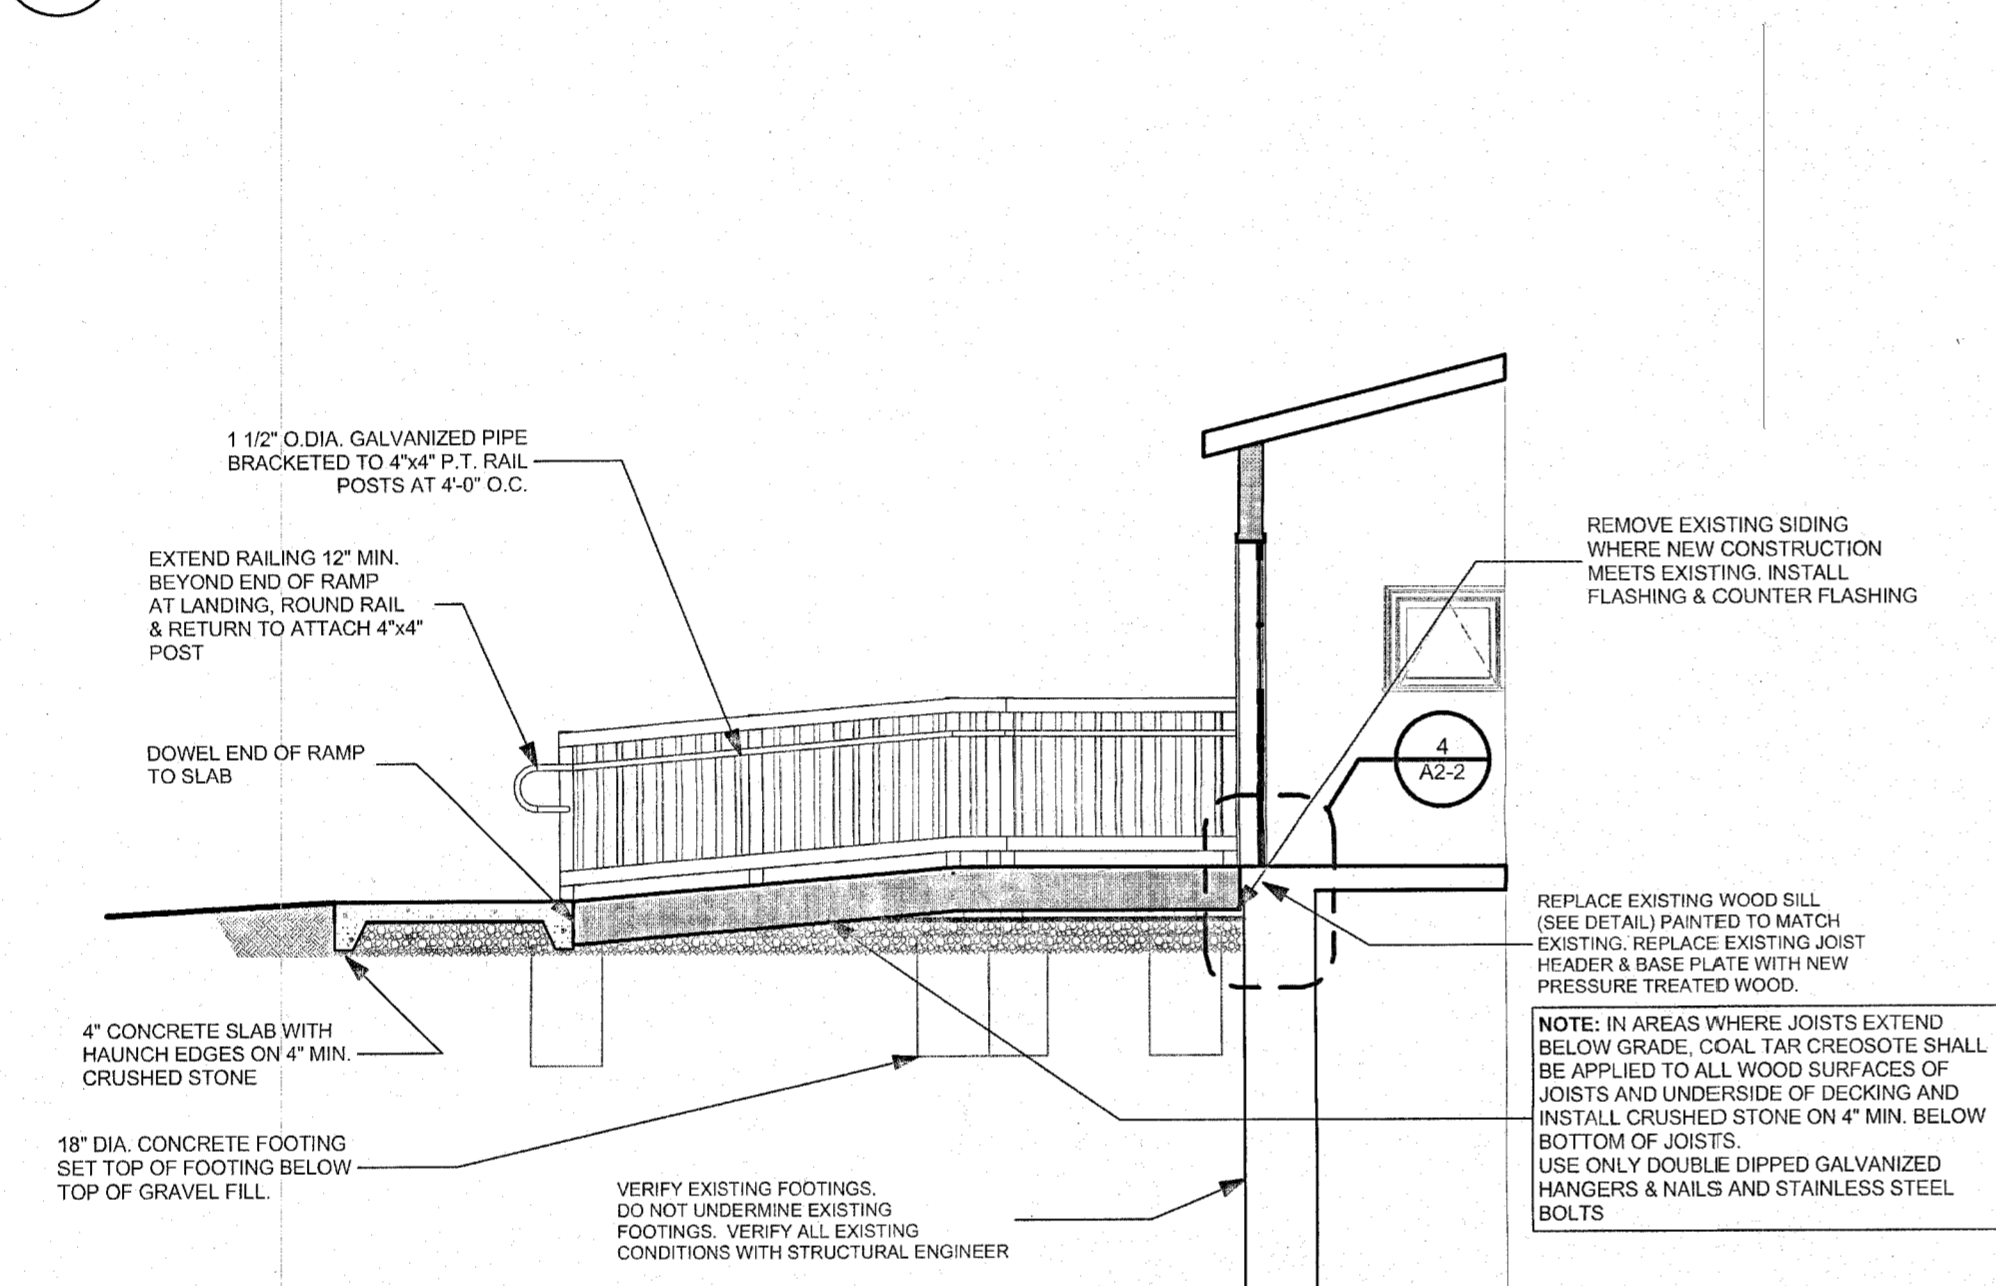 1 1/2" O.DIA. GALVANIZED PIPE
BRACKETED TO 4"x4" P.T. RAIL
POSTS AT 4'-0" O.C.
EXTEND RAILING 12" MIN.
BEYOND END OF RAMP
AT LANDING, ROUND RAIL
& RETURN TO ATTACH 4"x4"
POST
DOWEL END OF RAMP
TO SLAB
4" CONCRETE SLAB WITH
HAUNCH EDGES ON 4" MIN.
CRUSHED STONE
18" DIA. CONCRETE FOOTING
SET TOP OF FOOTING BELOW
TOP OF GRAVEL FILL.
VERIFY EXISTING FOOTINGS.
DO NOT UNDERMINE EXISTING
FOOTINGS. VERIFY ALL EXISTING
CONDITIONS WITH STRUCTURAL ENGINEER
REMOVE EXISTING SIDING
WHERE NEW CONSTRUCTION
MEETS EXISTING. INSTALL
FLASHING & COUNTER FLASHING
4
A2-2
REPLACE EXISTING WOOD SILL
(SEE DETAIL) PAINTED TO MATCH
EXISTING. REPLACE EXISTING JOIST
HEADER & BASE PLATE WITH NEW
PRESSURE TREATED WOOD.
NOTE: IN AREAS WHERE JOISTS EXTEND
BELOW GRADE, COAL TAR CREOSOTE SHALL
BE APPLIED TO ALL WOOD SURFACES OF
JOISTS AND UNDERSIDE OF DECKING AND
INSTALL CRUSHED STONE ON 4" MIN. BELOW
BOTTOM OF JOISTS.
USE ONLY DOUBLE DIPPED GALVANIZED
HANGERS & NAILS AND STAINLESS STEEL
BOLTS